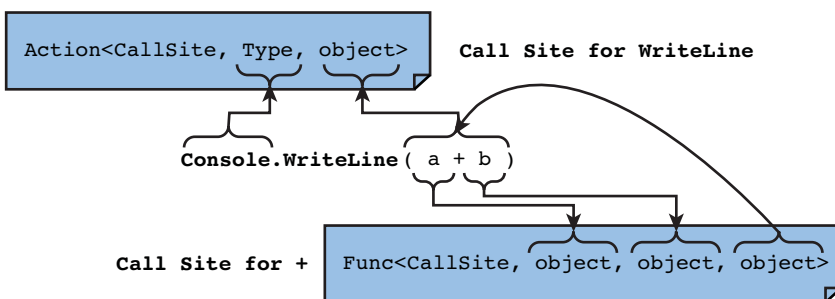 Action<CallSite, Type, object>
Call Site for WriteLine
Console.WriteLine( a + b )
Call Site for +
Func<CallSite, object, object, object>